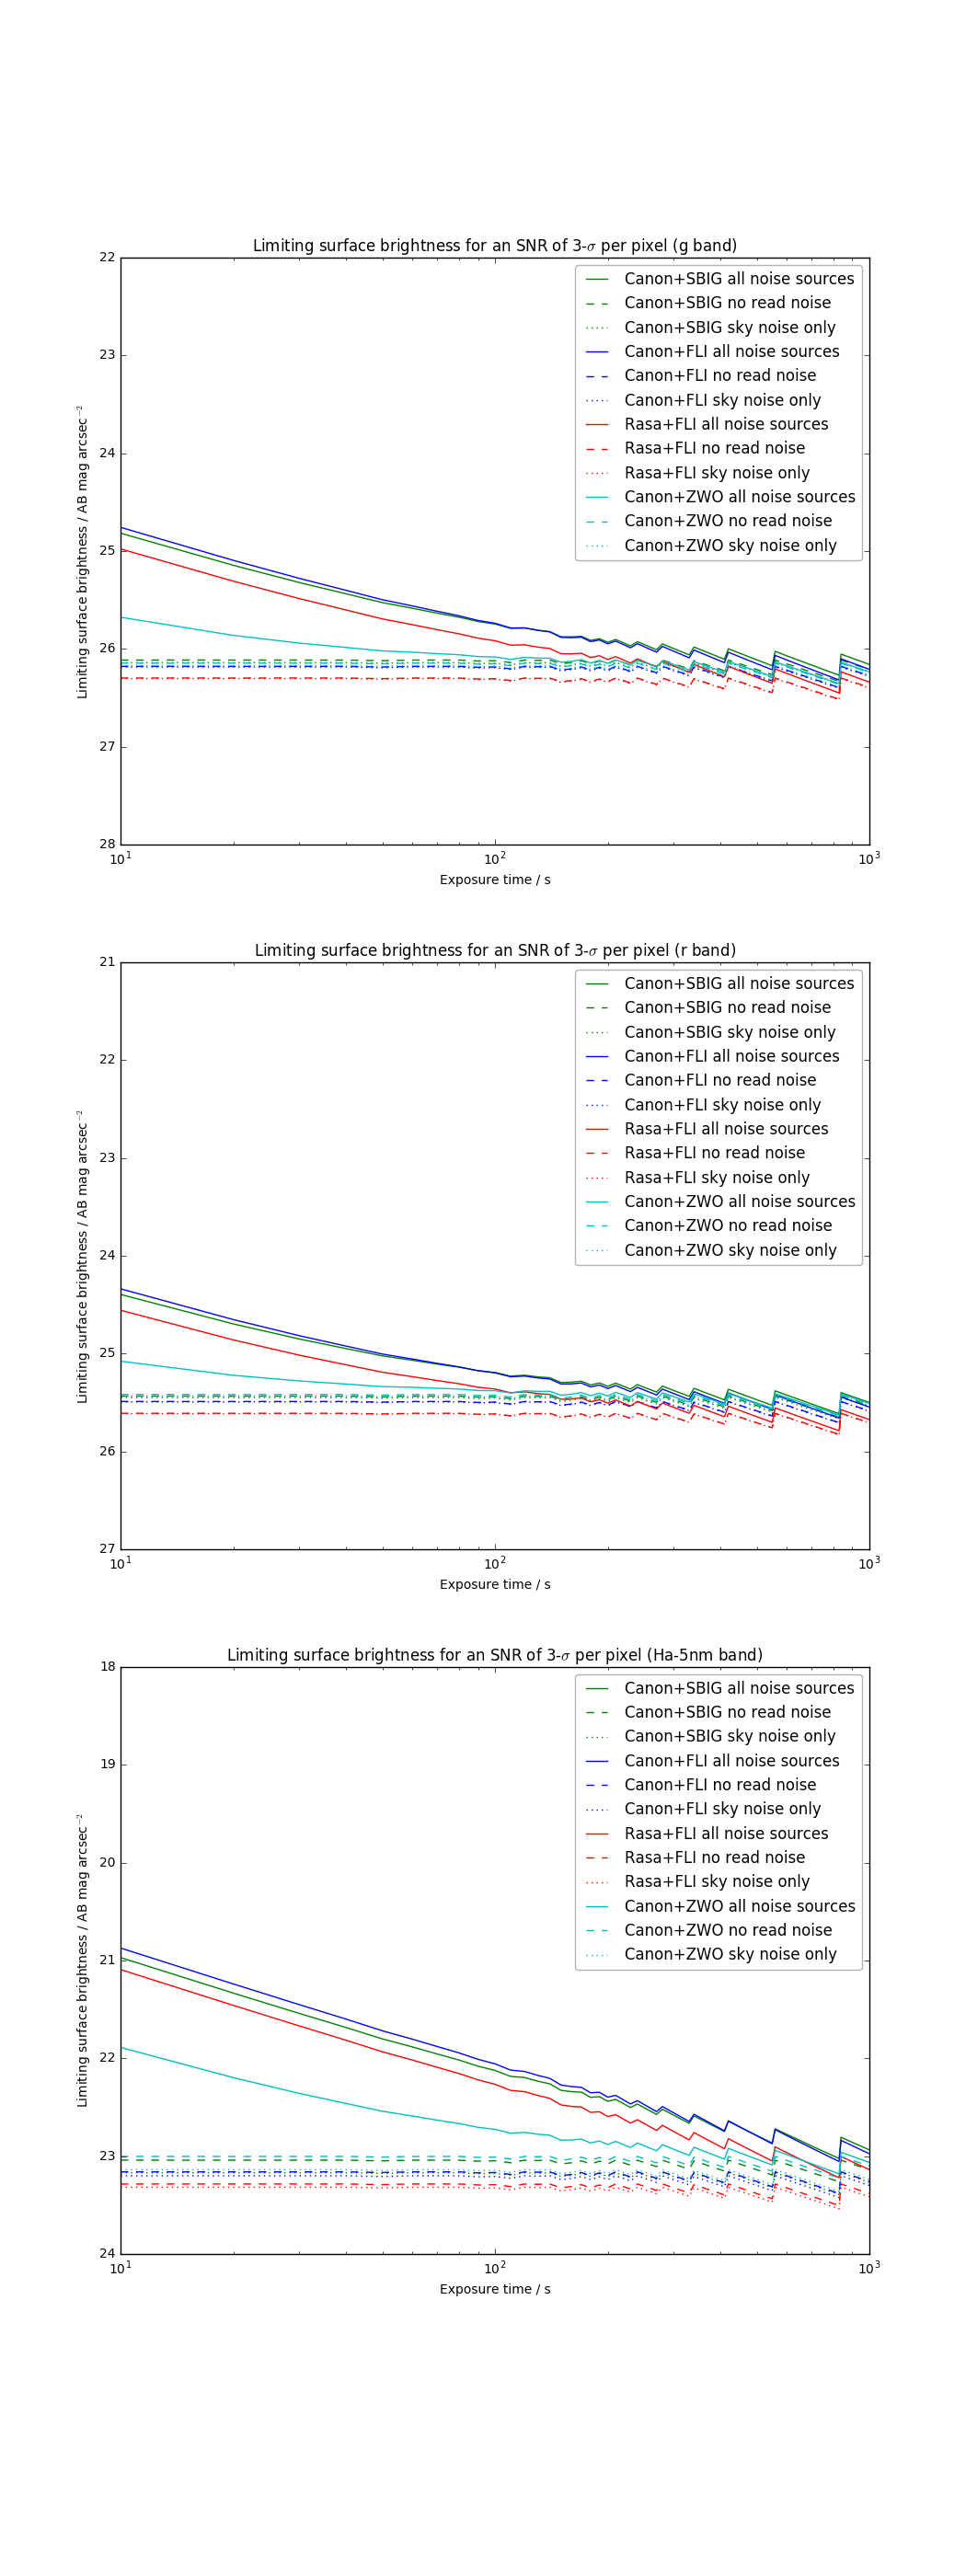 Limiting surface brightness for an SNR of 3-σ per pixel (g band)
22
23
24
25
26
27
28
Limiting surface brightness / AB mag arcsec⁻²
Canon+SBIG all noise sources
Canon+SBIG no read noise
Canon+SBIG sky noise only
Canon+FLI all noise sources
Canon+FLI no read noise
Canon+FLI sky noise only
Rasa+FLI all noise sources
Rasa+FLI no read noise
Rasa+FLI sky noise only
Canon+ZWO all noise sources
Canon+ZWO no read noise
Canon+ZWO sky noise only
10¹ 10² 10³
Exposure time / s
Limiting surface brightness for an SNR of 3-σ per pixel (r band)
21
22
23
24
25
26
27
Limiting surface brightness / AB mag arcsec⁻²
Canon+SBIG all noise sources
Canon+SBIG no read noise
Canon+SBIG sky noise only
Canon+FLI all noise sources
Canon+FLI no read noise
Canon+FLI sky noise only
Rasa+FLI all noise sources
Rasa+FLI no read noise
Rasa+FLI sky noise only
Canon+ZWO all noise sources
Canon+ZWO no read noise
Canon+ZWO sky noise only
10¹ 10² 10³
Exposure time / s
Limiting surface brightness for an SNR of 3-σ per pixel (Ha-5nm band)
18
19
20
21
22
23
24
Limiting surface brightness / AB mag arcsec⁻²
Canon+SBIG all noise sources
Canon+SBIG no read noise
Canon+SBIG sky noise only
Canon+FLI all noise sources
Canon+FLI no read noise
Canon+FLI sky noise only
Rasa+FLI all noise sources
Rasa+FLI no read noise
Rasa+FLI sky noise only
Canon+ZWO all noise sources
Canon+ZWO no read noise
Canon+ZWO sky noise only
10¹ 10² 10³
Exposure time / s